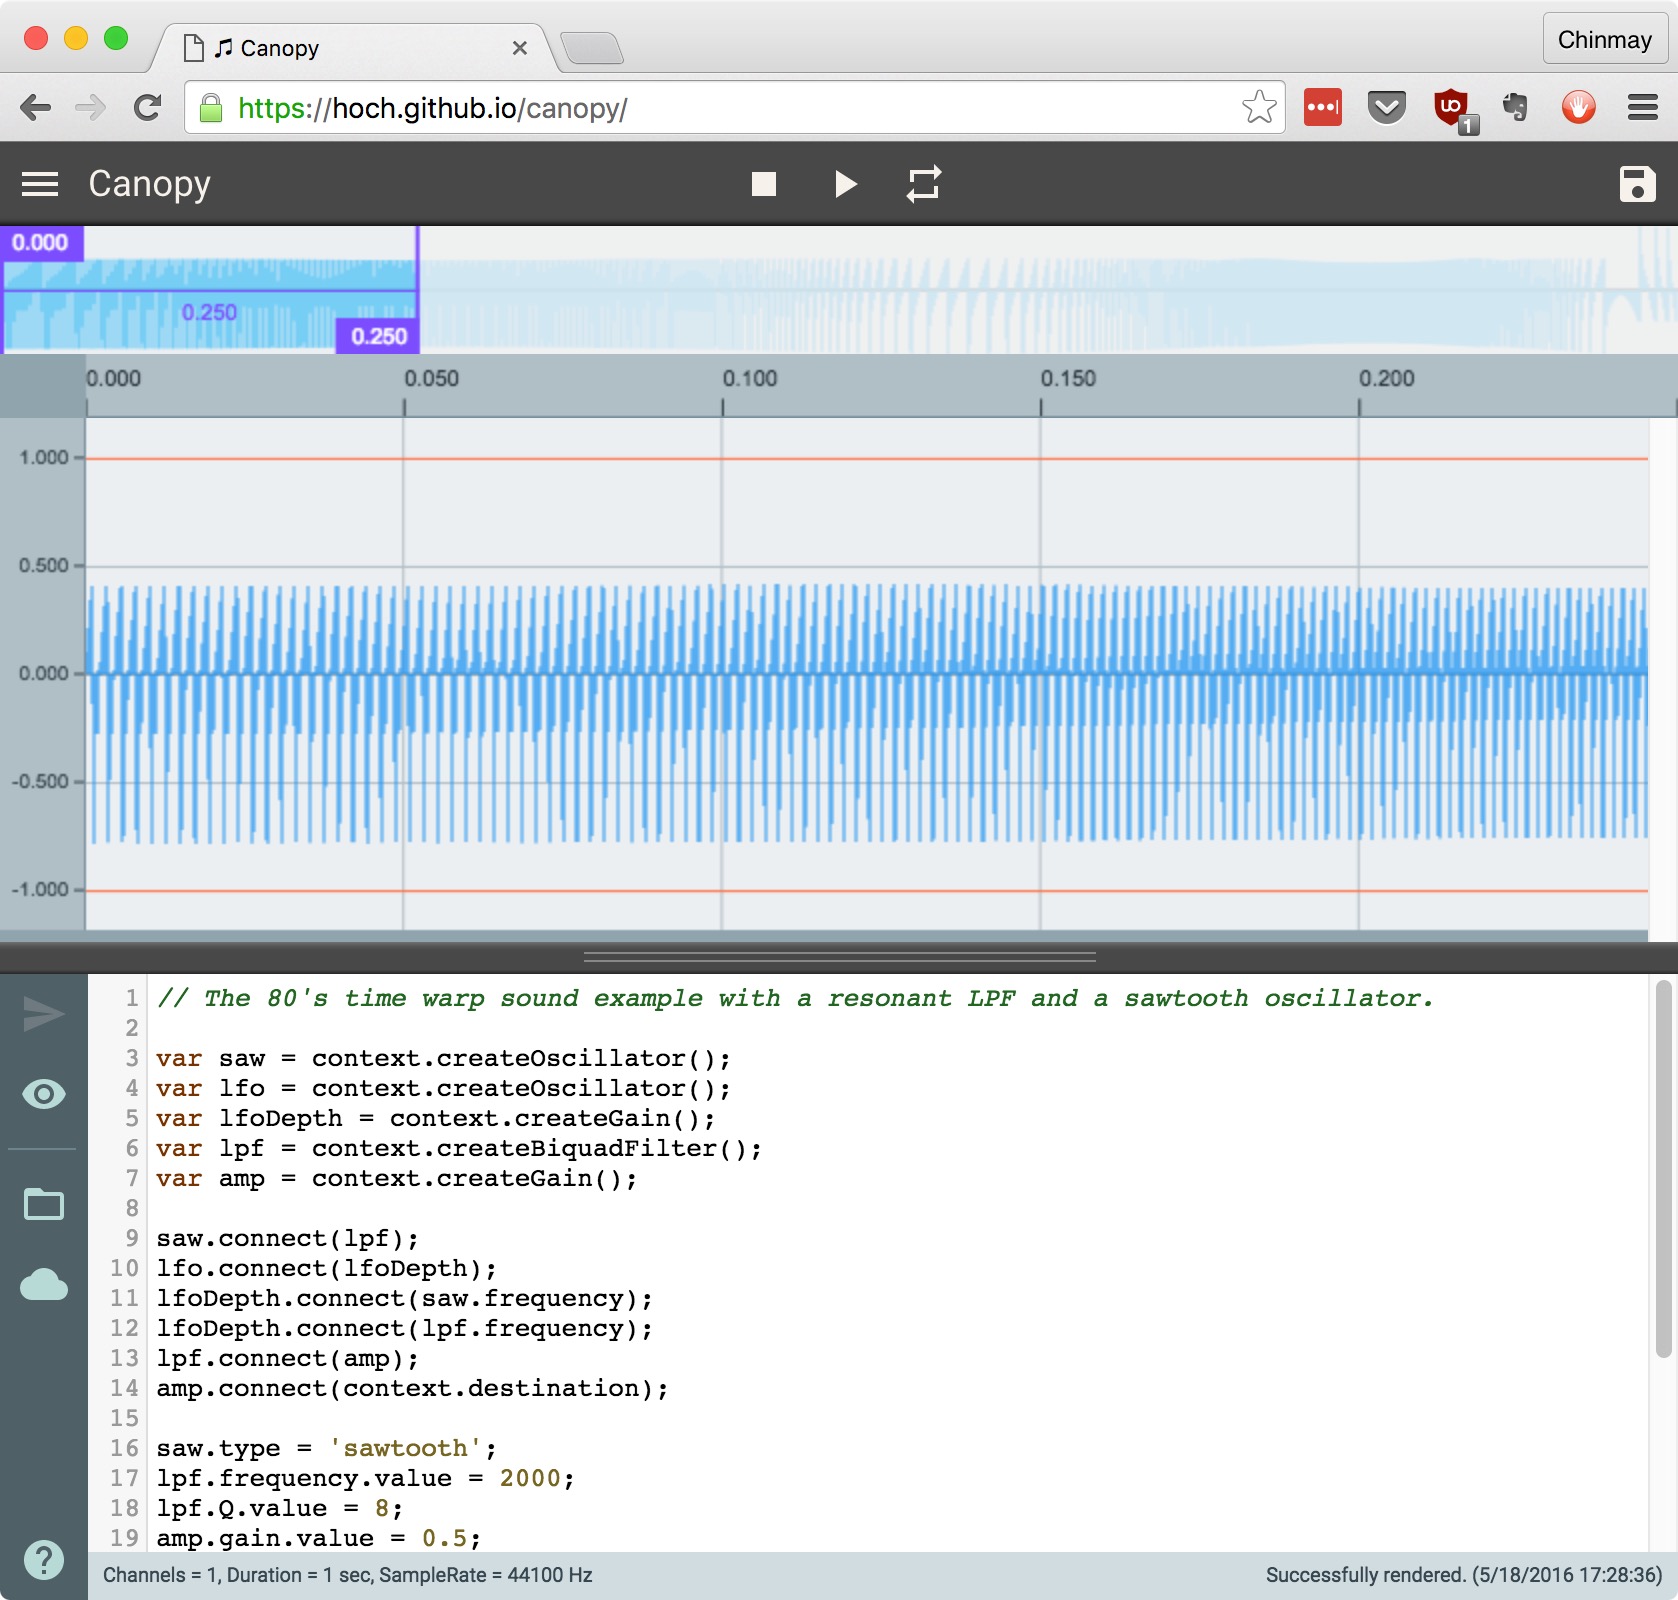 ♫ Canopy
Chinmay
https://hoch.github.io/canopy/
1
Canopy
0.000
0.250
0.250
0.000 0.050 0.100 0.150 0.200
1.000
0.500
0.000
-0.500
-1.000
1 // The 80's time warp sound example with a resonant LPF and a sawtooth oscillator.
2
3 var saw = context.createOscillator();
4 var lfo = context.createOscillator();
5 var lfoDepth = context.createGain();
6 var lpf = context.createBiquadFilter();
7 var amp = context.createGain();
8
9 saw.connect(lpf);
10 lfo.connect(lfoDepth);
11 lfoDepth.connect(saw.frequency);
12 lfoDepth.connect(lpf.frequency);
13 lpf.connect(amp);
14 amp.connect(context.destination);
15
16 saw.type = 'sawtooth';
17 lpf.frequency.value = 2000;
18 lpf.Q.value = 8;
19 amp.gain.value = 0.5;
Channels = 1, Duration = 1 sec, SampleRate = 44100 Hz
Successfully rendered. (5/18/2016 17:28:36)